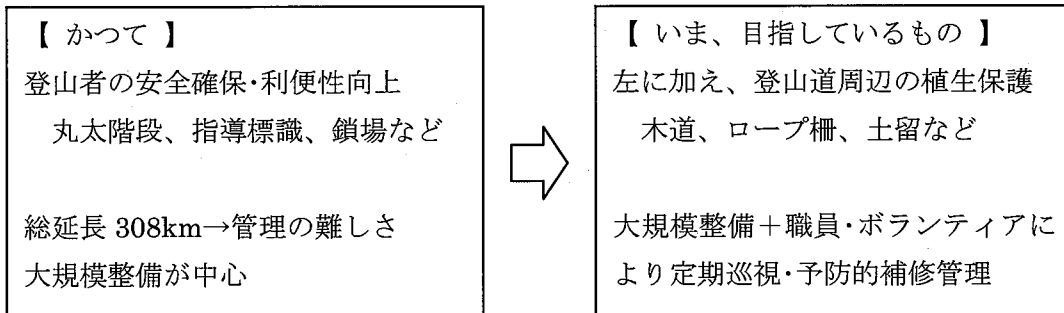 【 かつて 】
登山者の安全確保・利便性向上
丸太階段、指導標識、鎖場など
総延長 308km→管理の難しさ
大規模整備が中心
【 いま、目指しているもの 】
左に加え、登山道周辺の植生保護
木道、ロープ柵、土留など
大規模整備＋職員・ボランティアに
より定期巡視・予防的補修管理